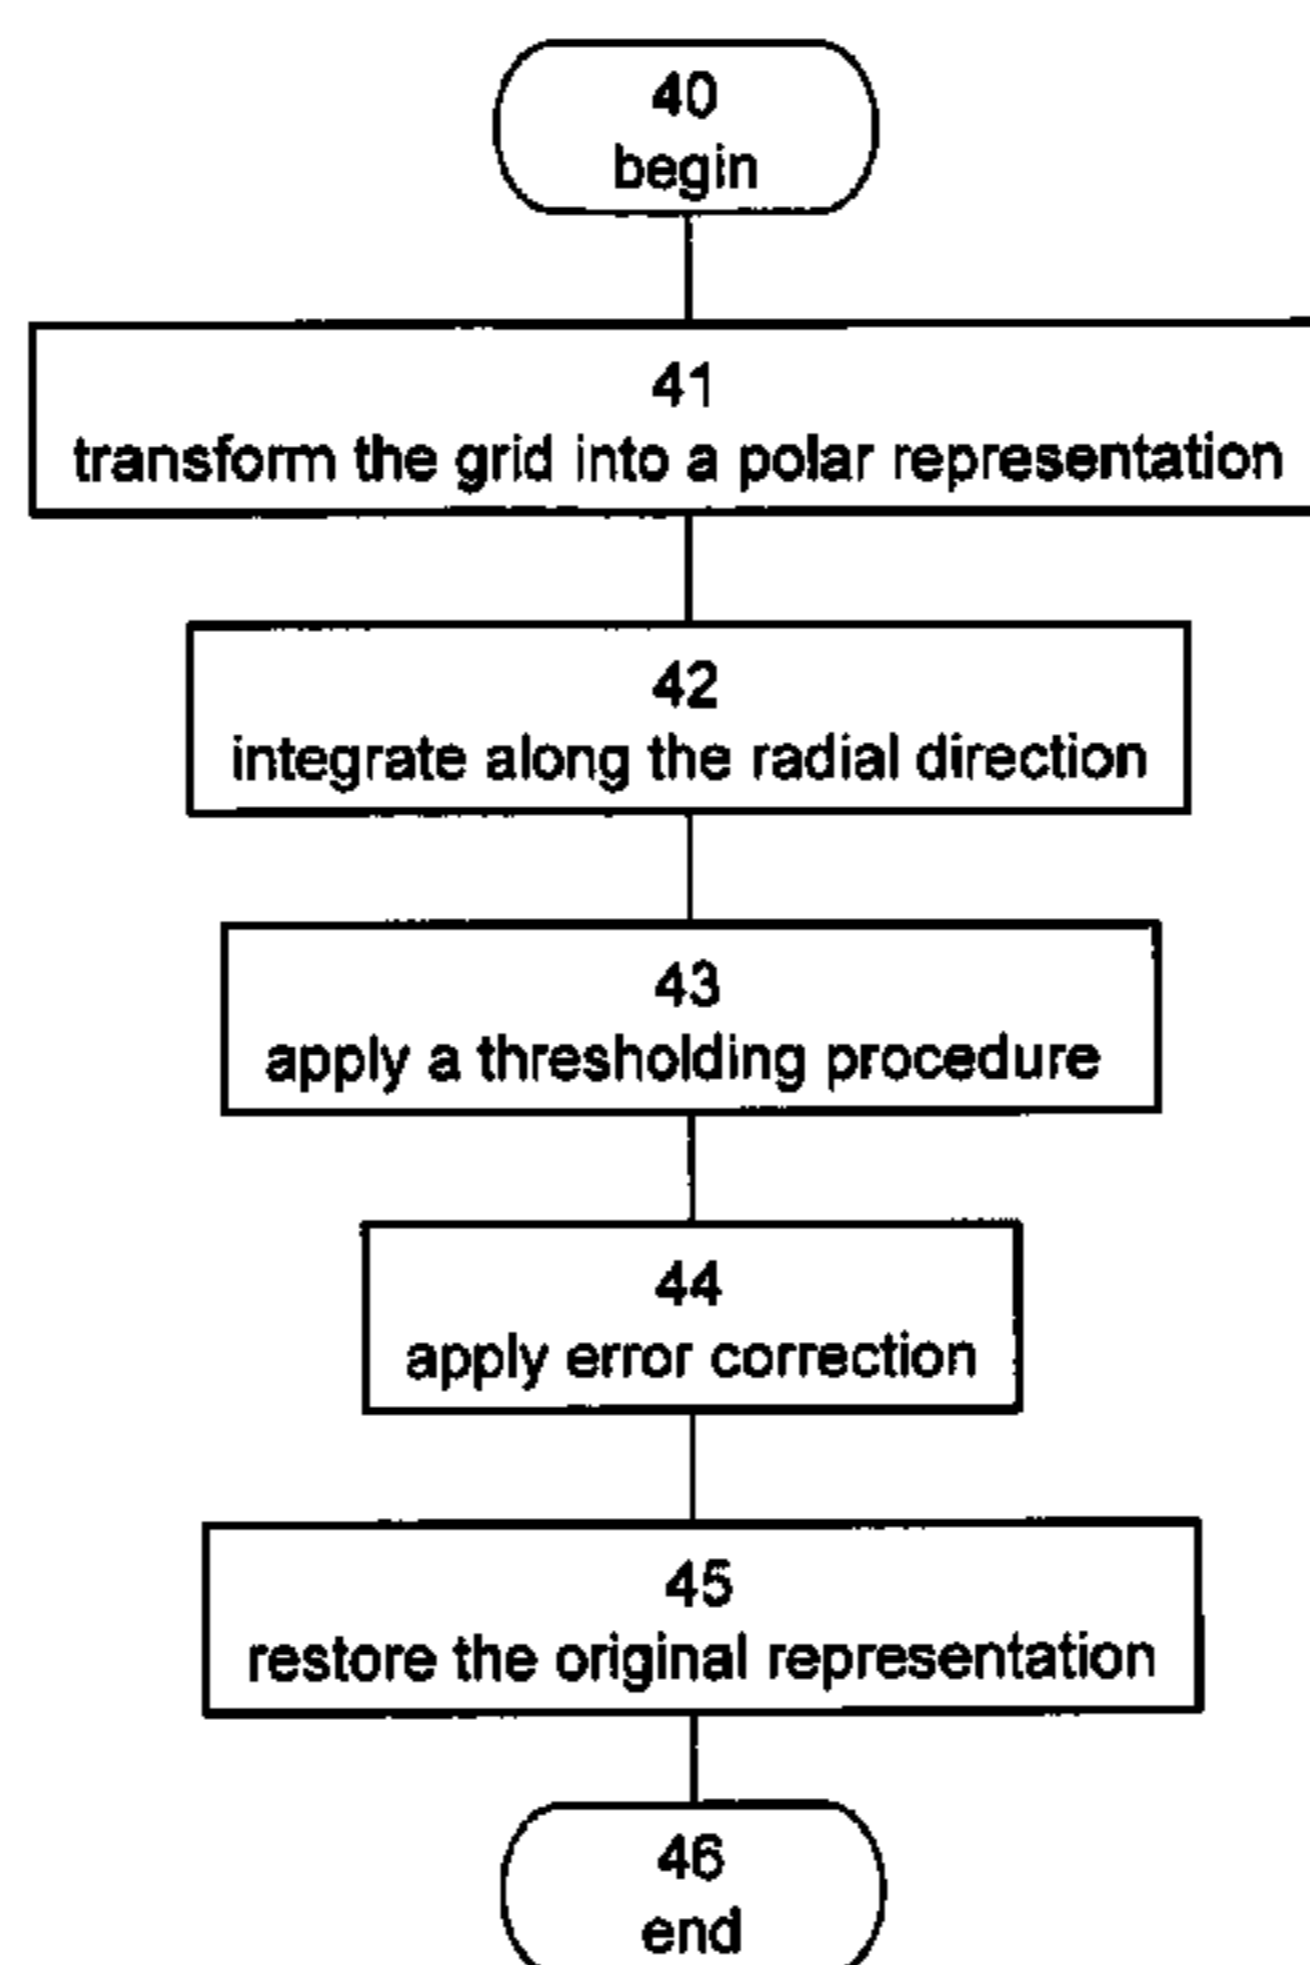 40
begin
41
transform the grid into a polar representation
42
integrate along the radial direction
43
apply a thresholding procedure
44
apply error correction
45
restore the original representation
46
end